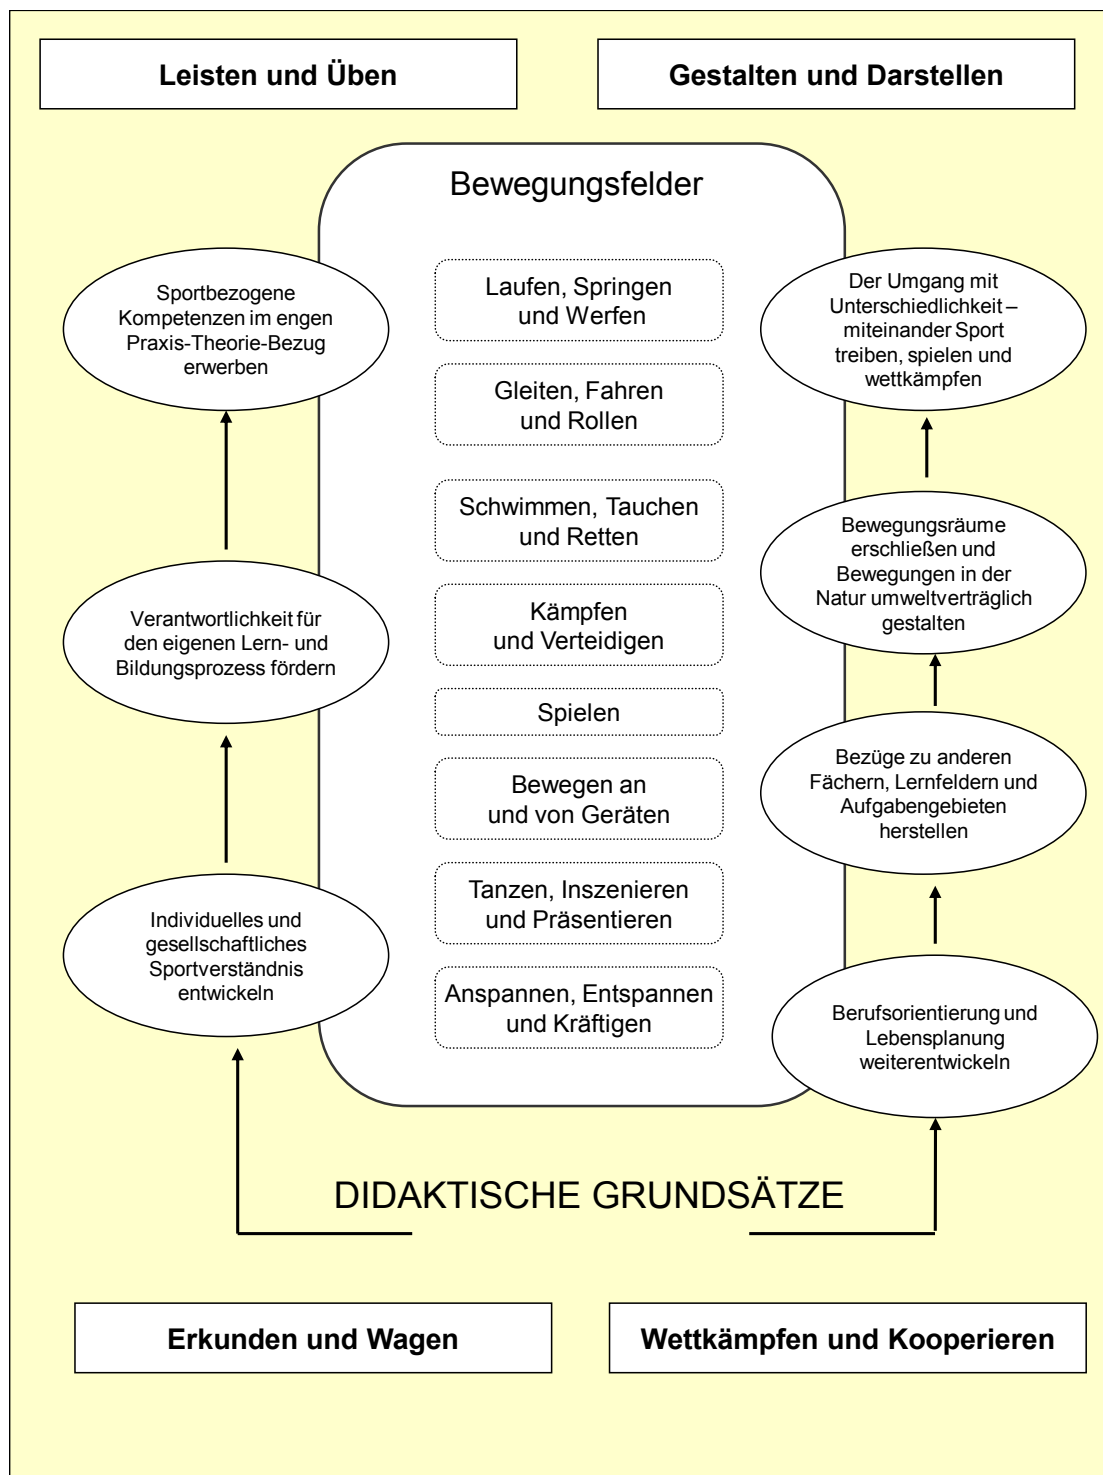 Leisten und Üben
Gestalten und Darstellen
Bewegungsfelder
Laufen, Springen
und Werfen
Gleiten, Fahren
und Rollen
Schwimmen, Tauchen
und Retten
Kämpfen
und Verteidigen
Spielen
Bewegen an
und von Geräten
Tanzen, Inszenieren
und Präsentieren
Anspannen, Entspannen
und Kräftigen
Sportbezogene
Kompetenzen im engen
Praxis-Theorie-Bezug
erwerben
Verantwortlichkeit für
den eigenen Lern- und
Bildungsprozess fördern
Individuelles und
gesellschaftliches
Sportverständnis
entwickeln
Der Umgang mit
Unterschiedlichkeit –
miteinander Sport
treiben, spielen und
wettkämpfen
Bewegungsräume
erschließen und
Bewegungen in der
Natur umweltverträglich
gestalten
Bezüge zu anderen
Fächern, Lernfeldern und
Aufgabengebieten
herstellen
Berufsorientierung und
Lebensplanung
weiterentwickeln
DIDAKTISCHE GRUNDSÄTZE
Erkunden und Wagen
Wettkämpfen und Kooperieren